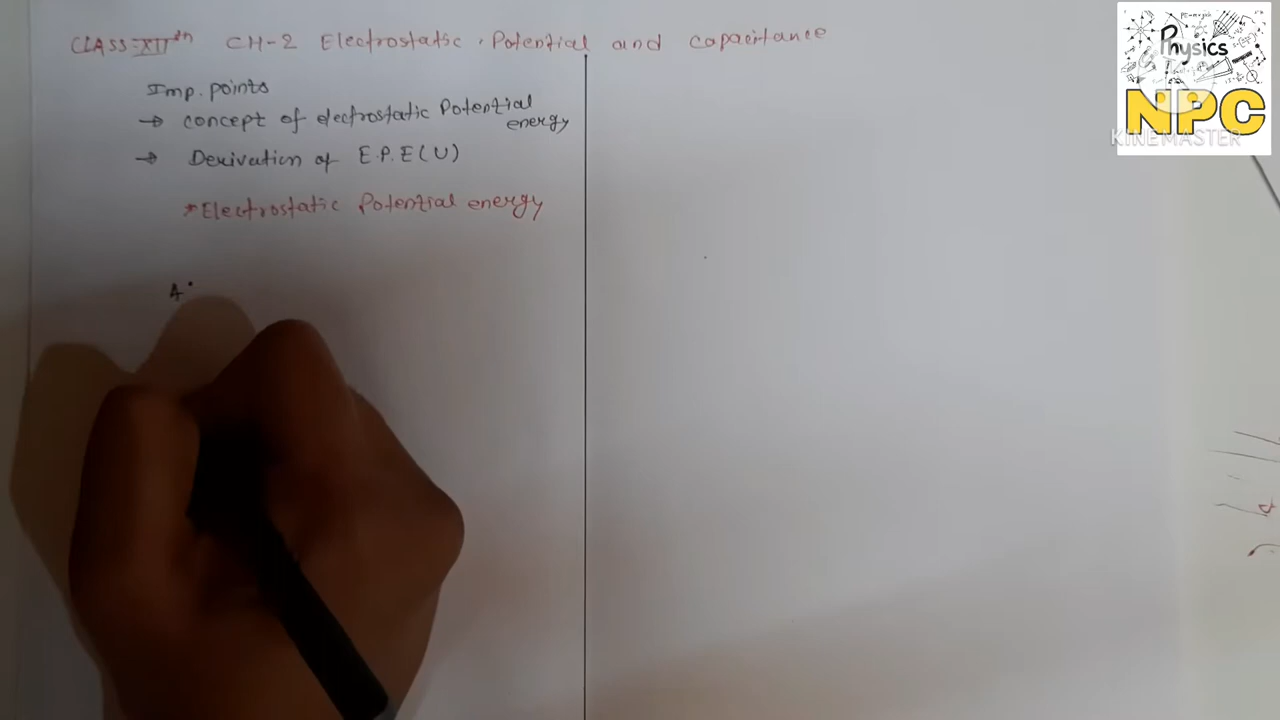 CLASS-XIIth CH-2 Electrostatic Potential and capacitance
Imp. points
→ concept of electrostatic Potential energy
→ Derivation of E.P.E(U)
*Electrostatic Potential energy
A
Physics
NPC
KINEMASTER